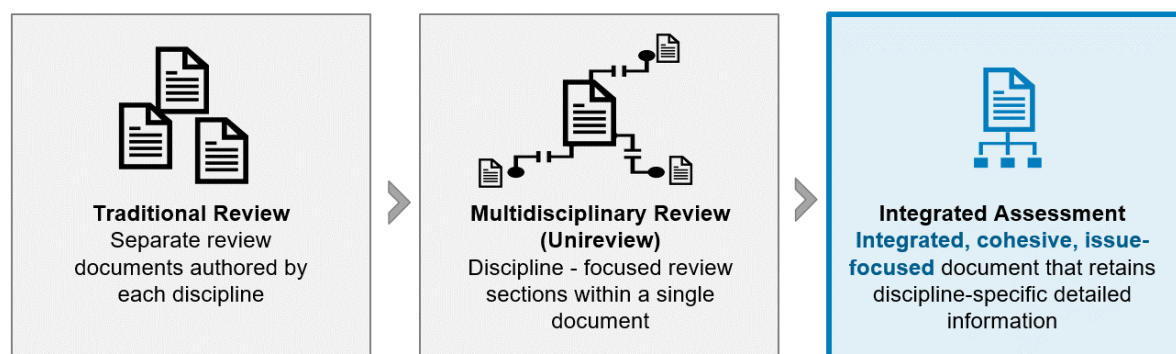 Traditional Review
Separate review
documents authored by
each discipline
Multidisciplinary Review
(Unireview)
Discipline - focused review
sections within a single
document
Integrated Assessment
Integrated, cohesive, issue-
focused document that retains
discipline-specific detailed
information